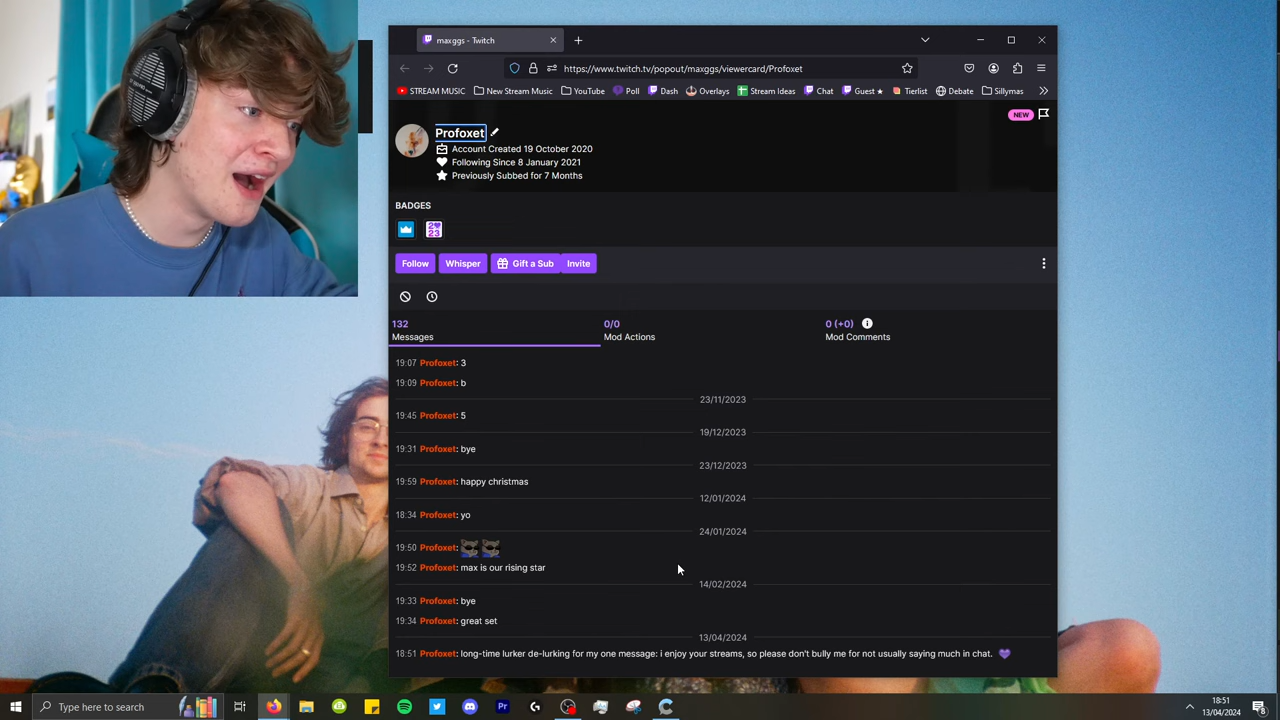 maxggs - Twitch
https://www.twitch.tv/popout/maxggs/viewercard/Profoxet
STREAM MUSIC New Stream Music YouTube Poll Dash Overlays Stream Ideas Chat Guest ★ Tierlist Debate Sillymas
NEW
Profoxet
Account Created 19 October 2020
Following Since 8 January 2021
Previously Subbed for 7 Months
BADGES
Follow Whisper Gift a Sub Invite
132 0/0 0 (+0)
Messages Mod Actions Mod Comments
19:07 Profoxet: 3
19:09 Profoxet: b
23/11/2023
19:45 Profoxet: 5
19/12/2023
19:31 Profoxet: bye
23/12/2023
19:59 Profoxet: happy christmas
12/01/2024
18:34 Profoxet: yo
24/01/2024
19:50 Profoxet:
19:52 Profoxet: max is our rising star
14/02/2024
19:33 Profoxet: bye
19:34 Profoxet: great set
13/04/2024
18:51 Profoxet: long-time lurker de-lurking for my one message: i enjoy your streams, so please don't bully me for not usually saying much in chat. 💜
Type here to search
18:51
13/04/2024